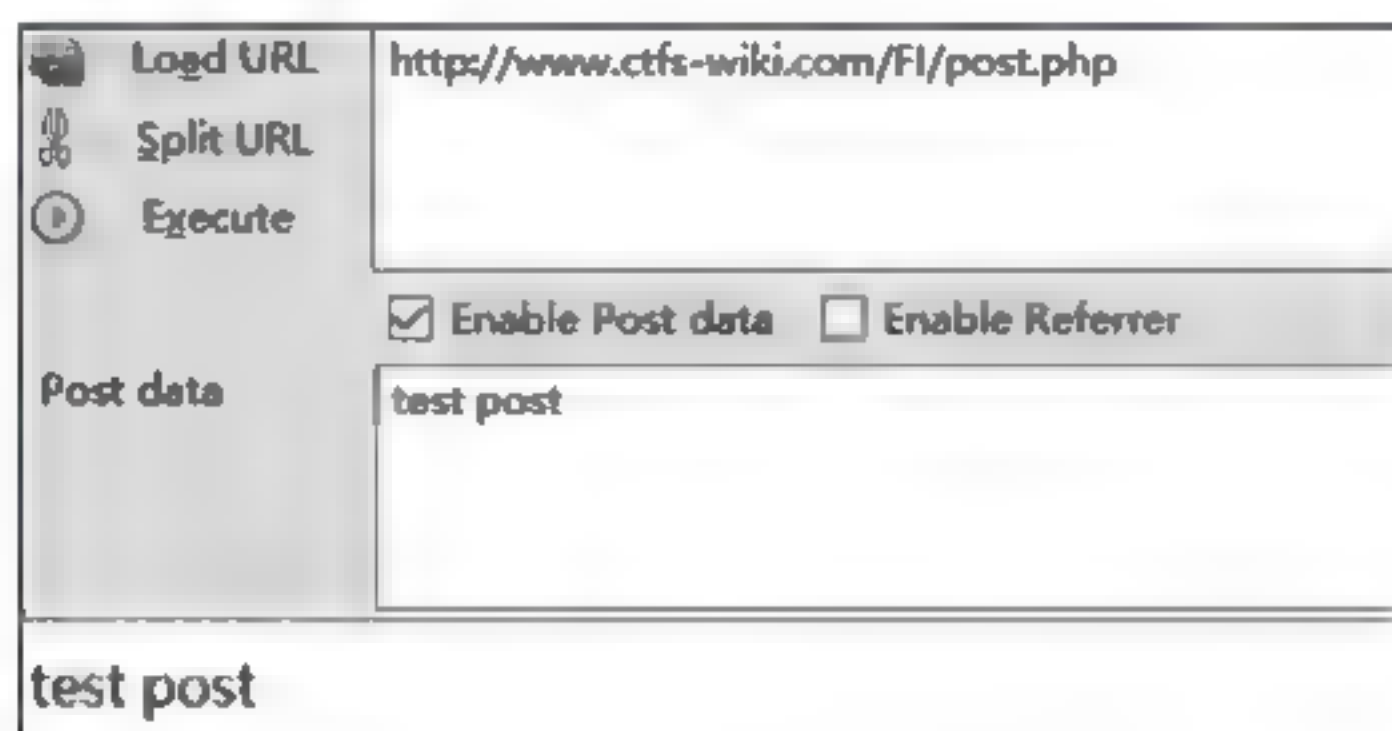 Load URL http://www.ctfs-wiki.com/FI/post.php
Split URL
Execute
Enable Post data Enable Referrer
Post data test post
test post